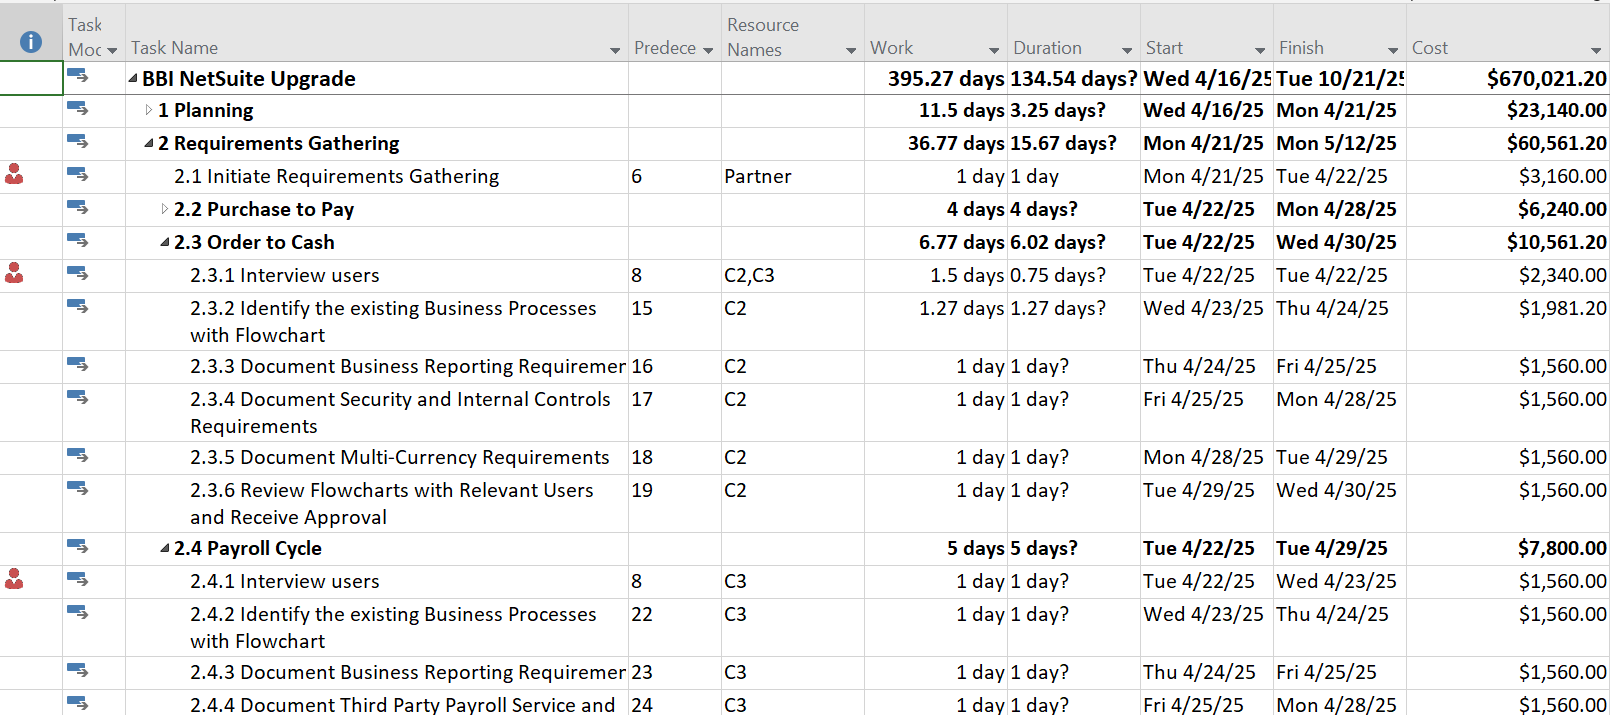 Task Mod Task Name Predece Resource Names Work Duration Start Finish Cost
BBI NetSuite Upgrade 395.27 days 134.54 days? Wed 4/16/25 Tue 10/21/25 $670,021.20
1 Planning 11.5 days 3.25 days? Wed 4/16/25 Mon 4/21/25 $23,140.00
2 Requirements Gathering 36.77 days 15.67 days? Mon 4/21/25 Mon 5/12/25 $60,561.20
2.1 Initiate Requirements Gathering 6 Partner 1 day 1 day Mon 4/21/25 Tue 4/22/25 $3,160.00
2.2 Purchase to Pay 4 days 4 days? Tue 4/22/25 Mon 4/28/25 $6,240.00
2.3 Order to Cash 6.77 days 6.02 days? Tue 4/22/25 Wed 4/30/25 $10,561.20
2.3.1 Interview users 8 C2,C3 1.5 days 0.75 days? Tue 4/22/25 Tue 4/22/25 $2,340.00
2.3.2 Identify the existing Business Processes 15 C2 1.27 days 1.27 days? Wed 4/23/25 Thu 4/24/25 $1,981.20
with Flowchart
2.3.3 Document Business Reporting Requiremen 16 C2 1 day 1 day? Thu 4/24/25 Fri 4/25/25 $1,560.00
2.3.4 Document Security and Internal Controls 17 C2 1 day 1 day? Fri 4/25/25 Mon 4/28/25 $1,560.00
Requirements
2.3.5 Document Multi-Currency Requirements 18 C2 1 day 1 day? Mon 4/28/25 Tue 4/29/25 $1,560.00
2.3.6 Review Flowcharts with Relevant Users 19 C2 1 day 1 day? Tue 4/29/25 Wed 4/30/25 $1,560.00
and Receive Approval
2.4 Payroll Cycle 5 days 5 days? Tue 4/22/25 Tue 4/29/25 $7,800.00
2.4.1 Interview users 8 C3 1 day 1 day? Tue 4/22/25 Wed 4/23/25 $1,560.00
2.4.2 Identify the existing Business Processes 22 C3 1 day 1 day? Wed 4/23/25 Thu 4/24/25 $1,560.00
with Flowchart
2.4.3 Document Business Reporting Requiremen 23 C3 1 day 1 day? Thu 4/24/25 Fri 4/25/25 $1,560.00
2.4.4 Document Third Party Payroll Service and 24 C3 1 day 1 day? Fri 4/25/25 Mon 4/28/25 $1,560.00